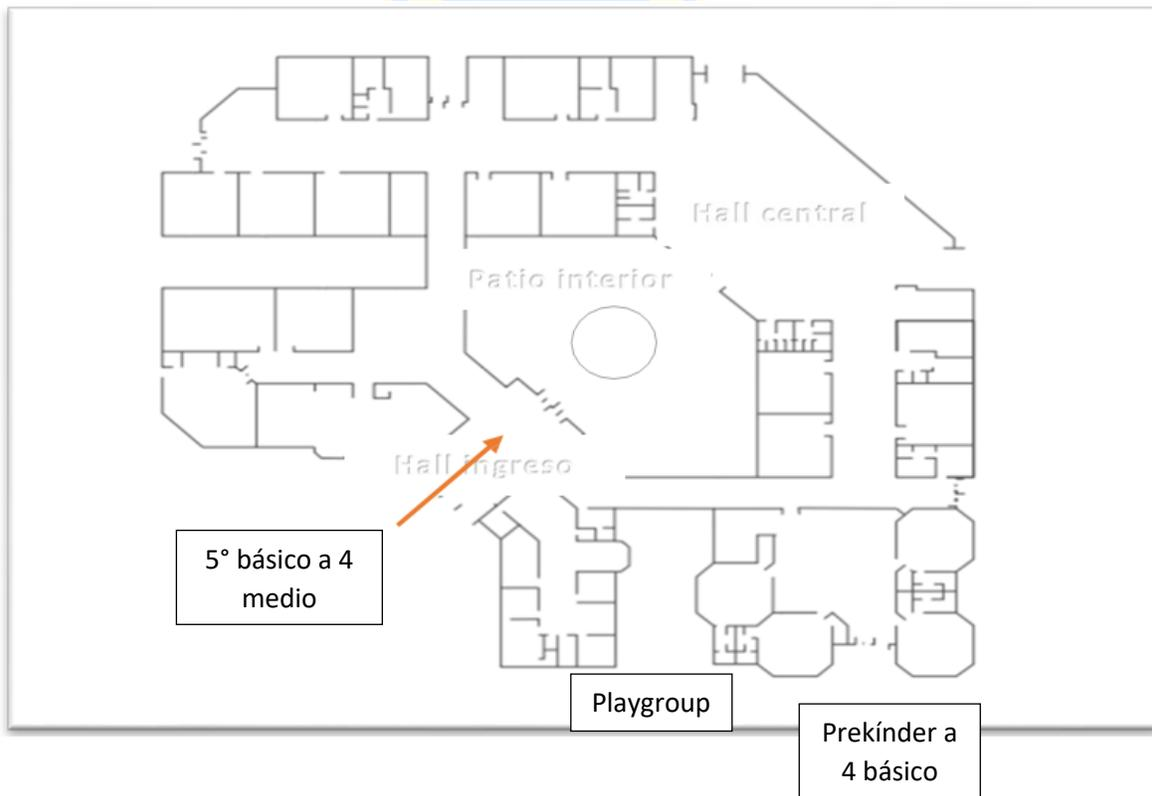 Hall central
Patio interior
Hall ingreso
5° básico a 4
medio
Playgroup
Prekínder a
4 básico